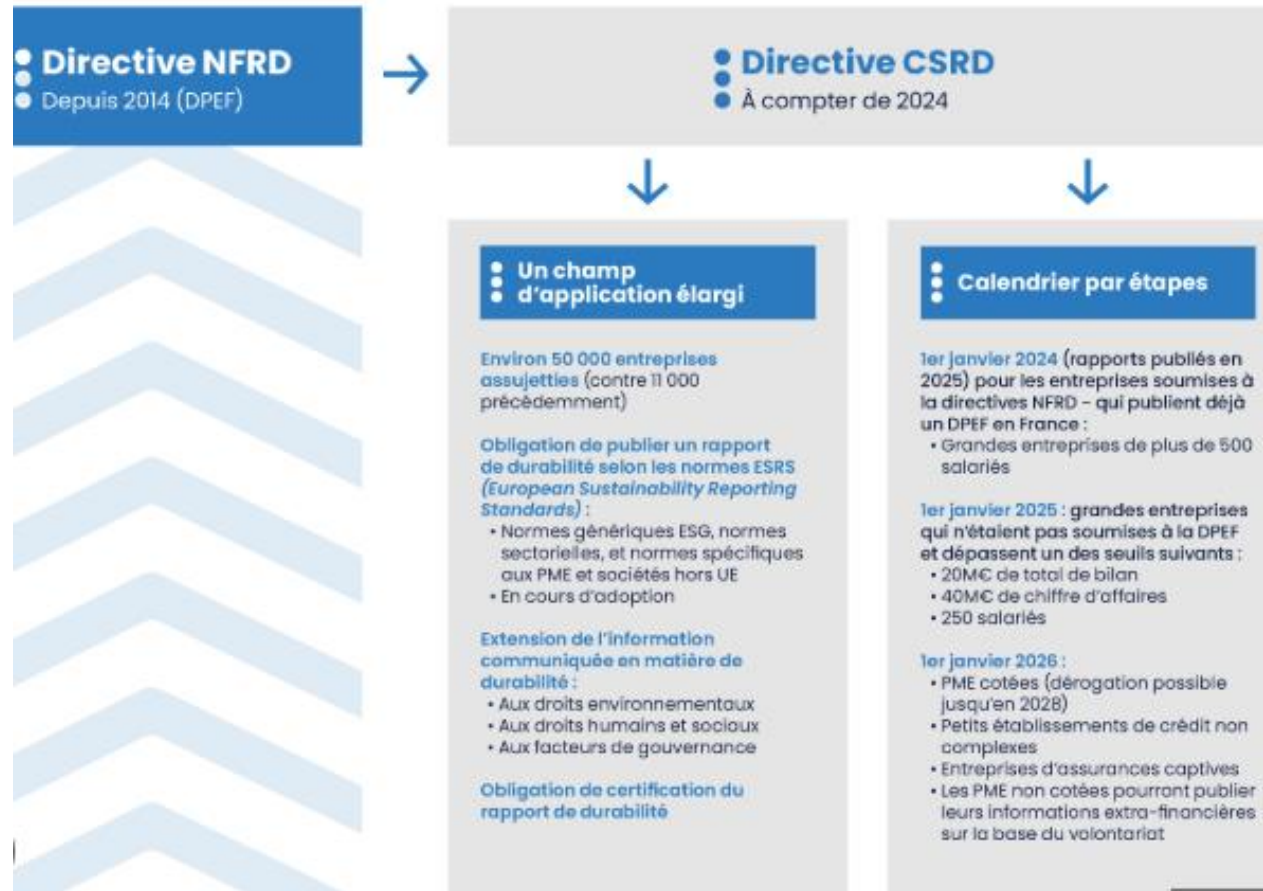 Directive NFRD
Depuis 2014 (DPEF)
Directive CSRD
À compter de 2024
Un champ
d'application élargi
Environ 50 000 entreprises
assujetties (contre 11 000
précédemment)
Obligation de publier un rapport
de durabilité selon les normes ESRS
(European Sustainability Reporting
Standards) :
• Normes génériques ESG, normes
sectorielles, et normes spécifiques
aux PME et sociétés hors UE
• En cours d'adoption
Extension de l'information
communiquée en matière de
durabilité :
• Aux droits environnementaux
• Aux droits humains et sociaux
• Aux facteurs de gouvernance
Obligation de certification du
rapport de durabilité
Calendrier par étapes
1er janvier 2024 (rapports publiés en
2025) pour les entreprises soumises à
la directives NFRD – qui publient déjà
un DPEF en France :
• Grandes entreprises de plus de 500
salariés
1er janvier 2025 : grandes entreprises
qui n'étaient pas soumises à la DPEF
et dépassent un des seuils suivants :
• 20M€ de total de bilan
• 40M€ de chiffre d'affaires
• 250 salariés
1er janvier 2026 :
• PME cotées (dérogation possible
jusqu'en 2028)
• Petits établissements de crédit non
complexes
• Entreprises d'assurances captives
• Les PME non cotées pourront publier
leurs informations extra-financières
sur la base du volontariat